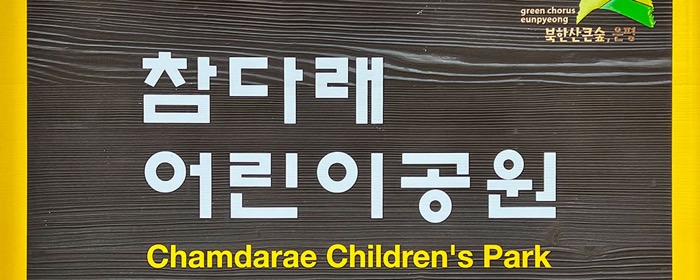 green chorus
eunpyeong
북한산큰숲, 은평
참다래
어린이공원
Chamdarae Children's Park